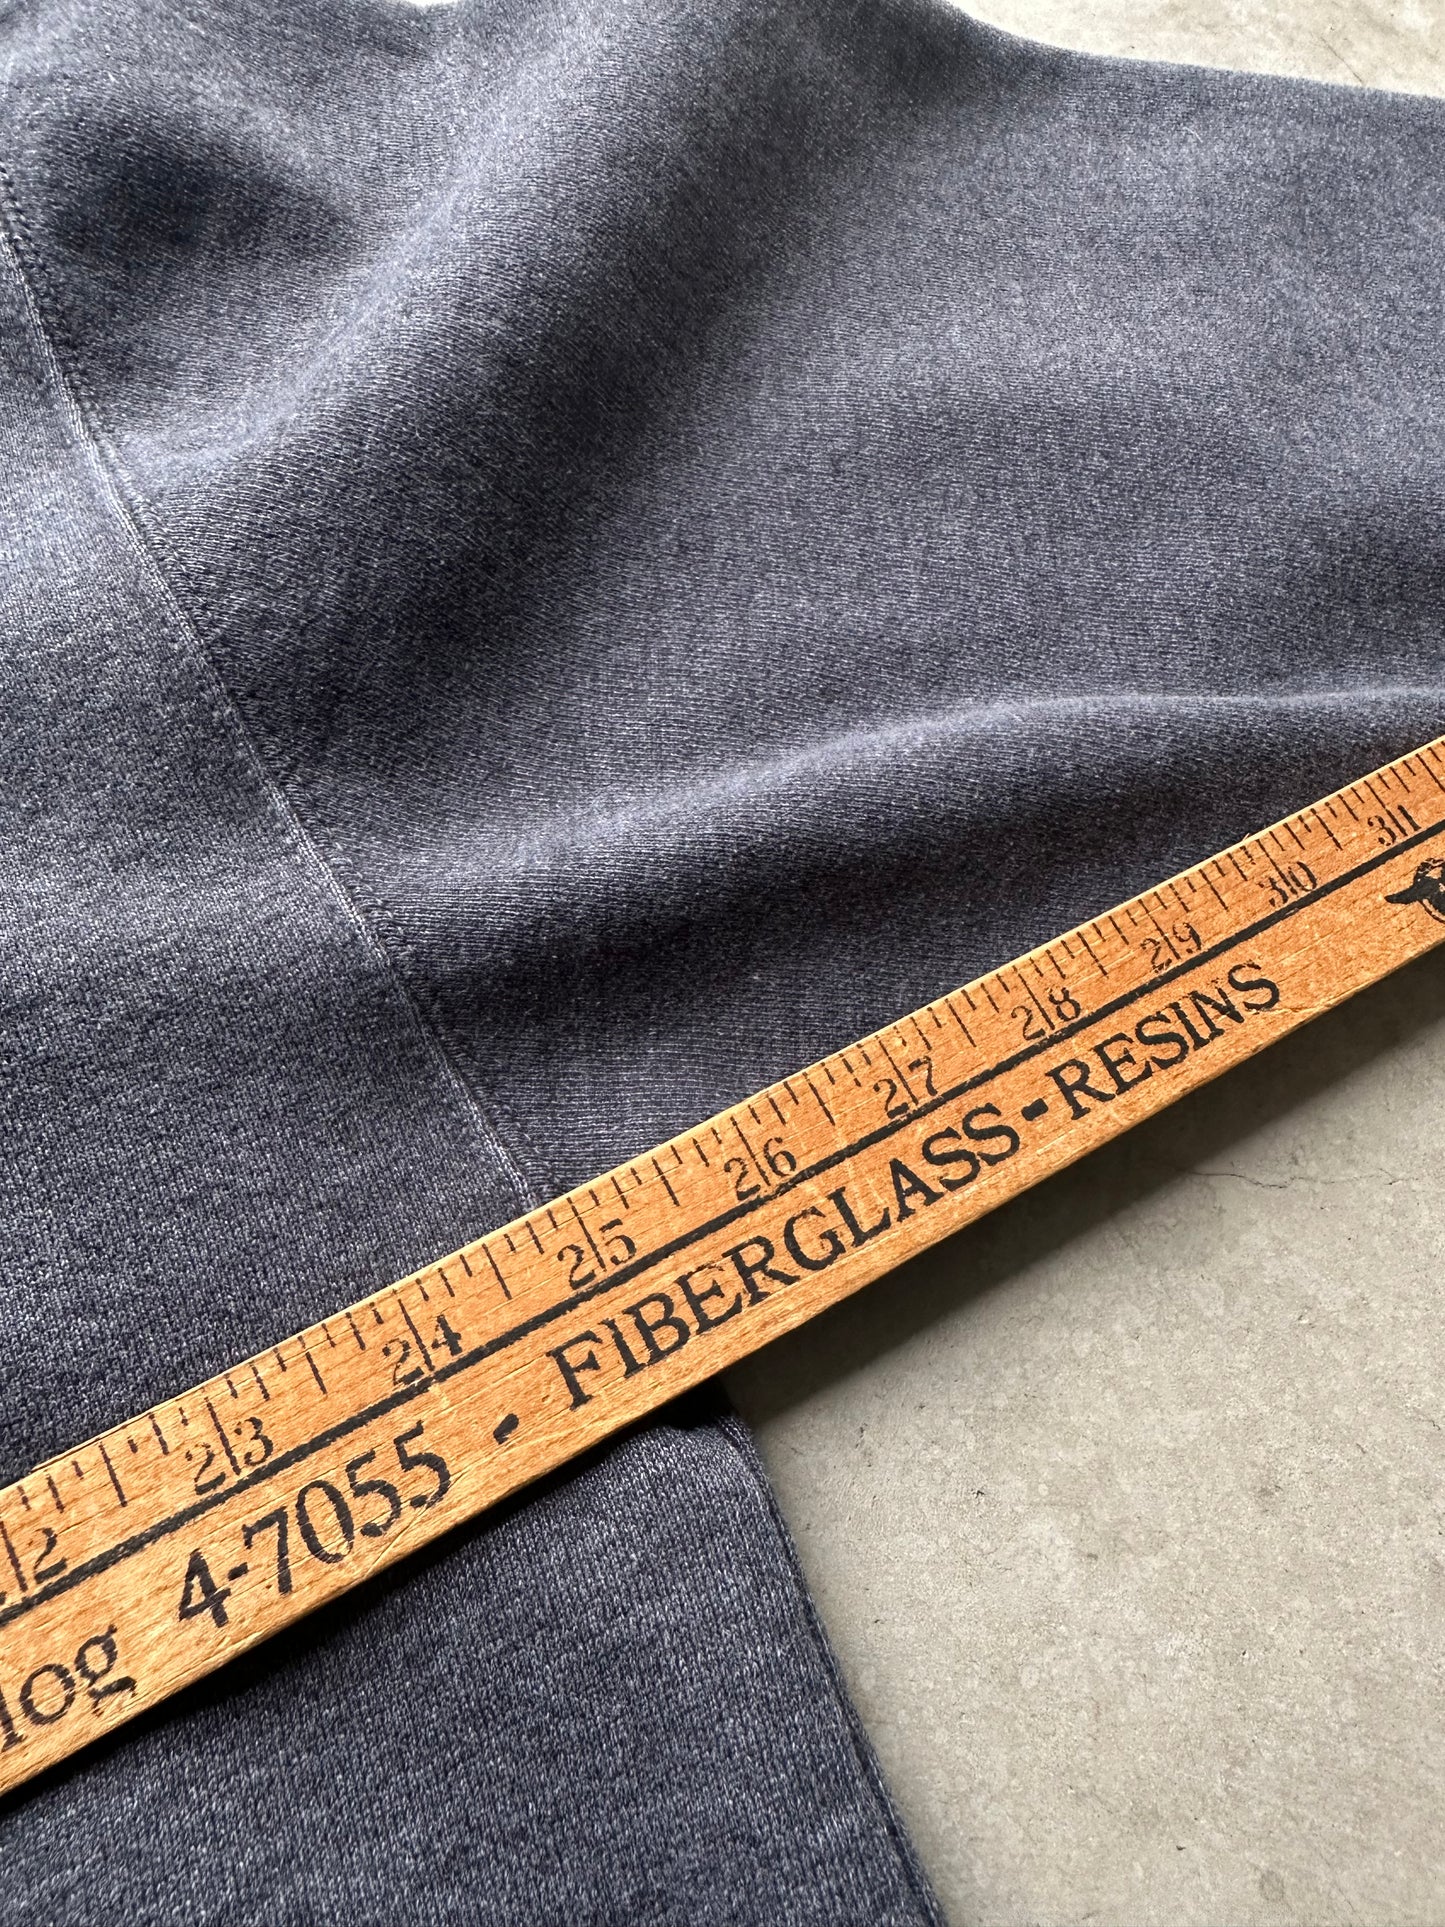 22 23 24 25 26 27 28 29 30 31
log 4-7055 - FIBERGLASS-RESINS